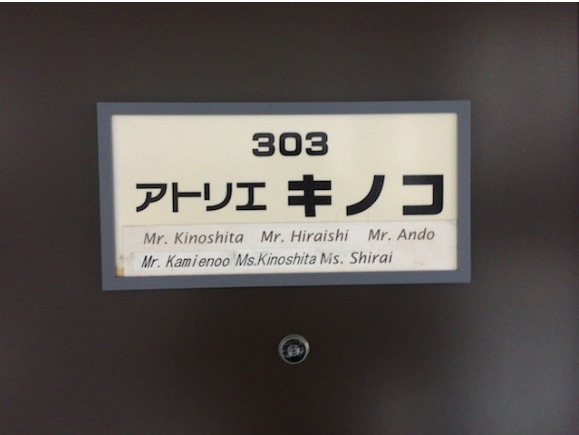 303
アトリエ キノコ
Mr. Kinoshita Mr. Hiraishi Mr. Ando
Mr. Kamienoo Ms.Kinoshita Ms. Shirai